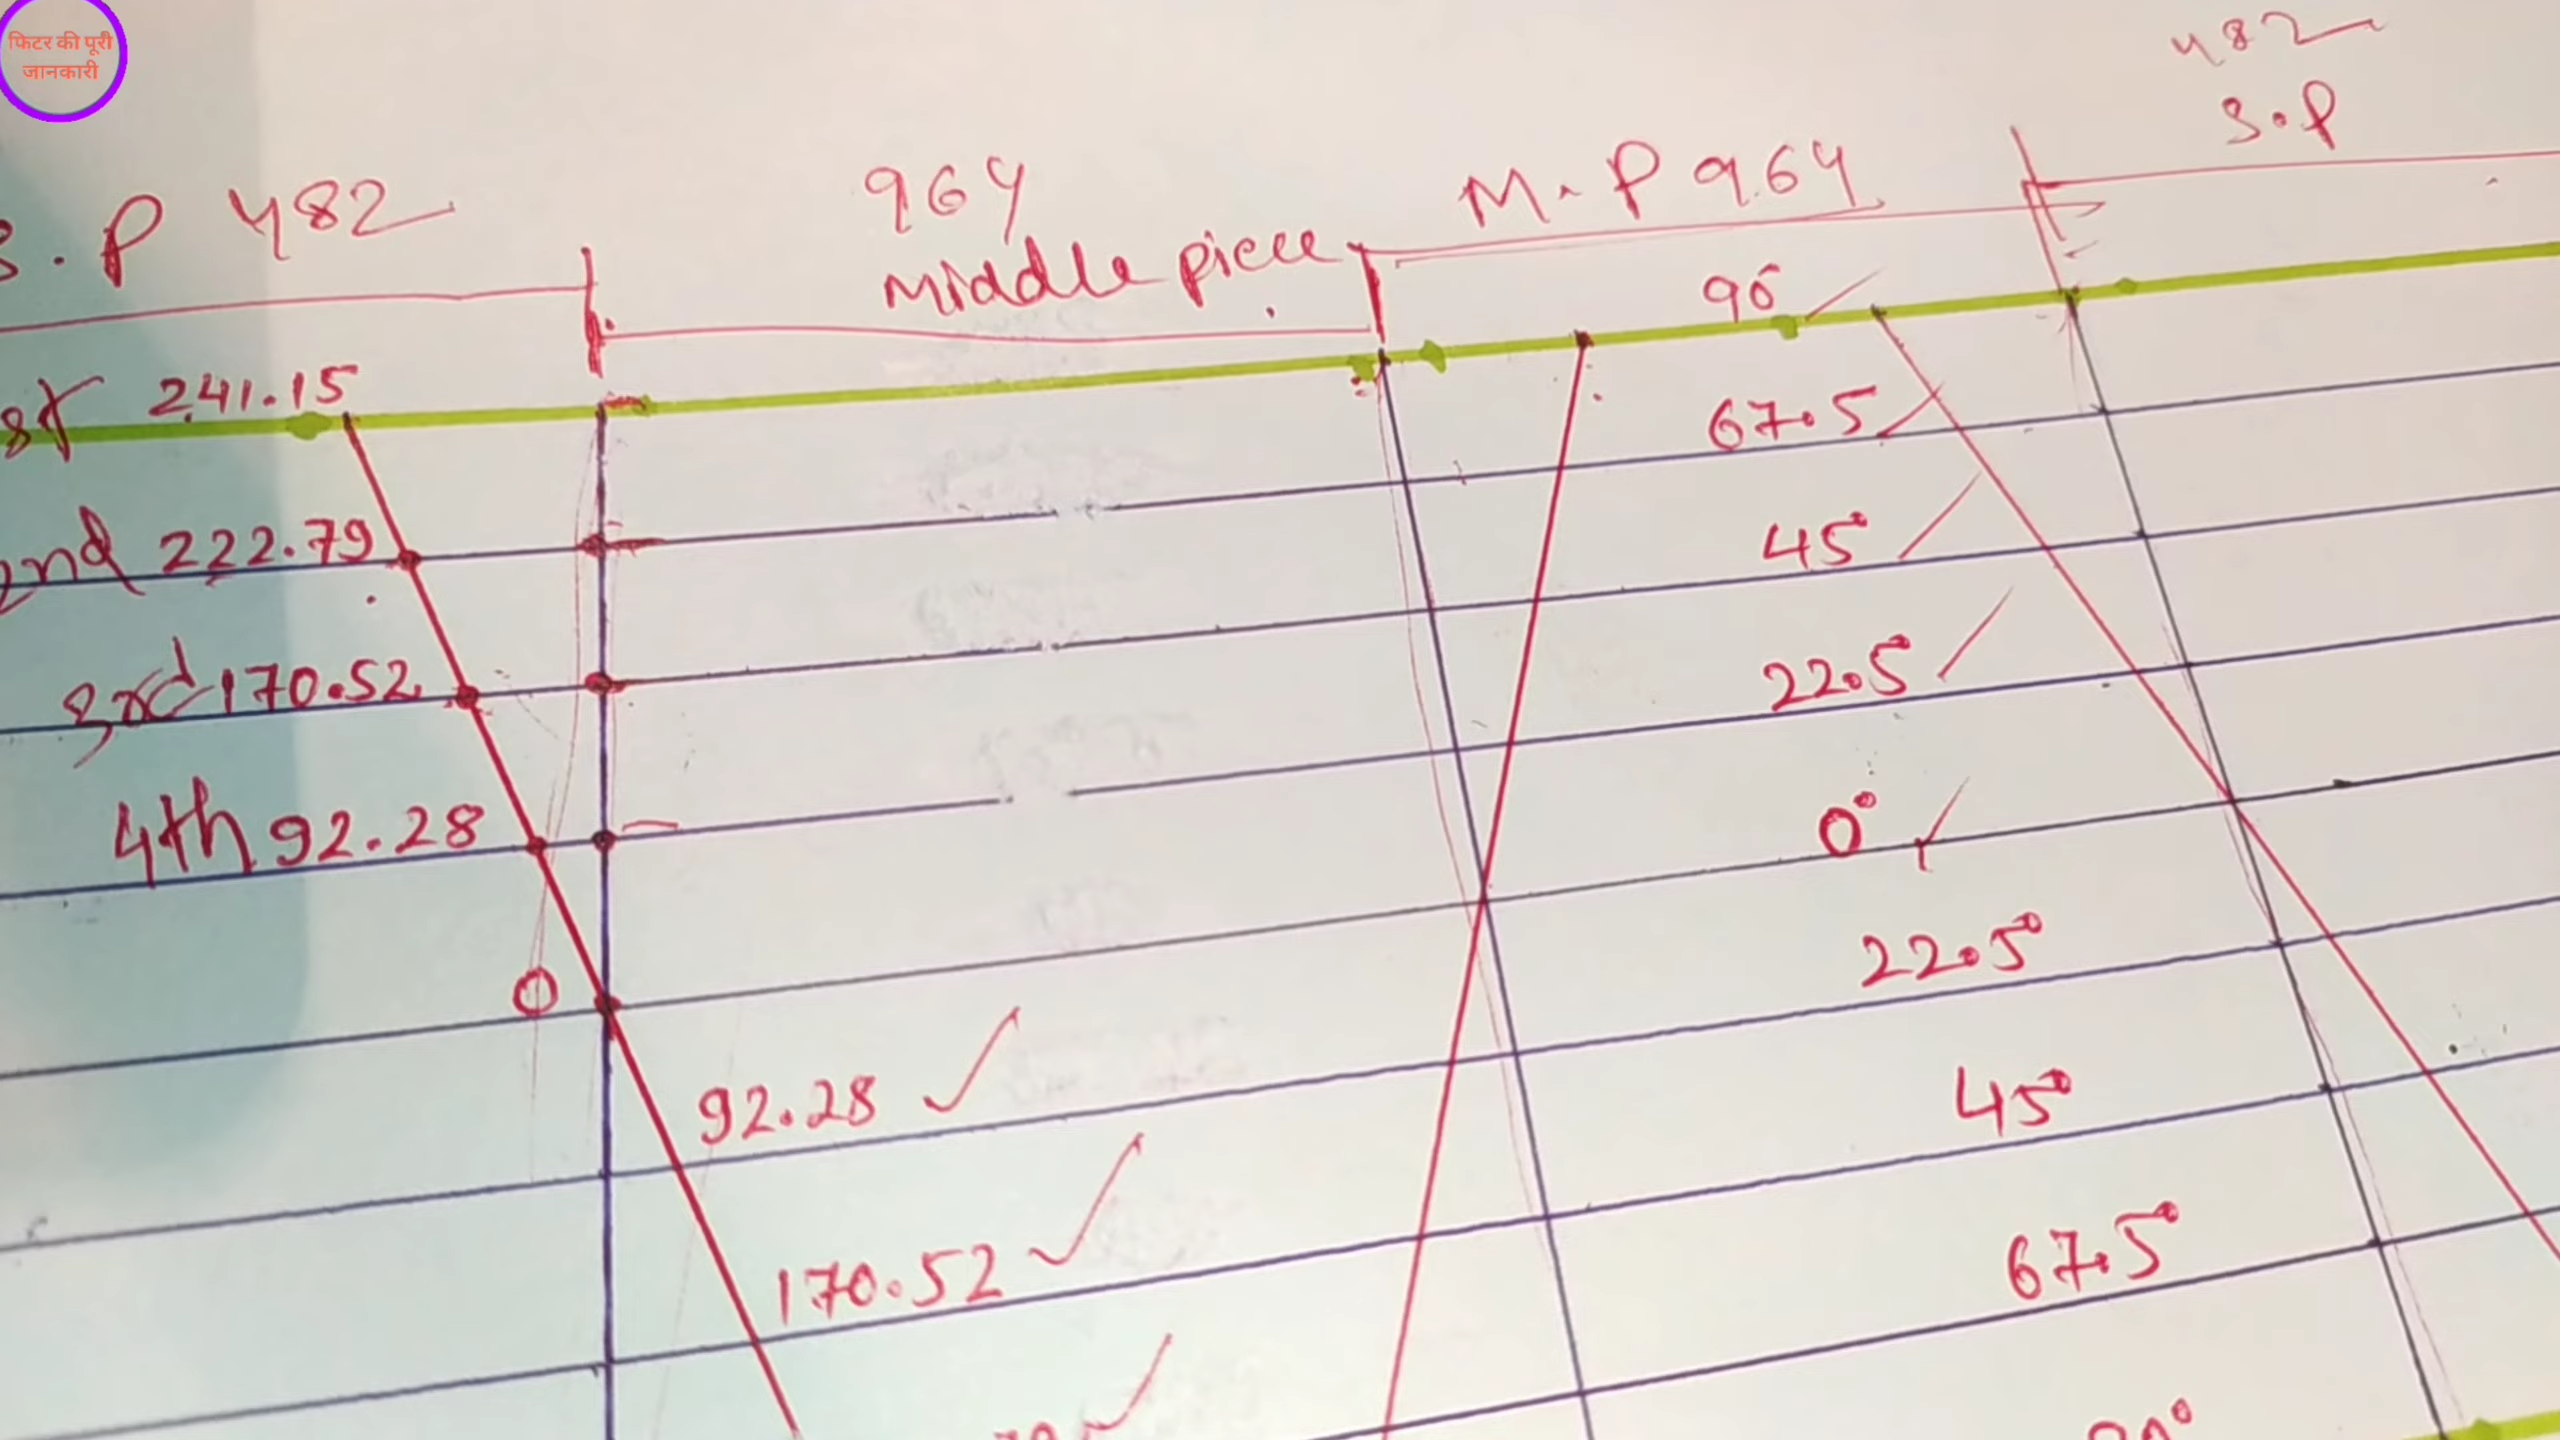 फिटर की पूरी
जानकारी
482
S.P
S.P 482
964
Middle piece
M.P 964
1st 241.15
2nd 222.79
3rd 170.52
4th 92.28
0
92.28
170.52
90°
67.5
45°
22.5°
0°
22.5°
45°
67.5°